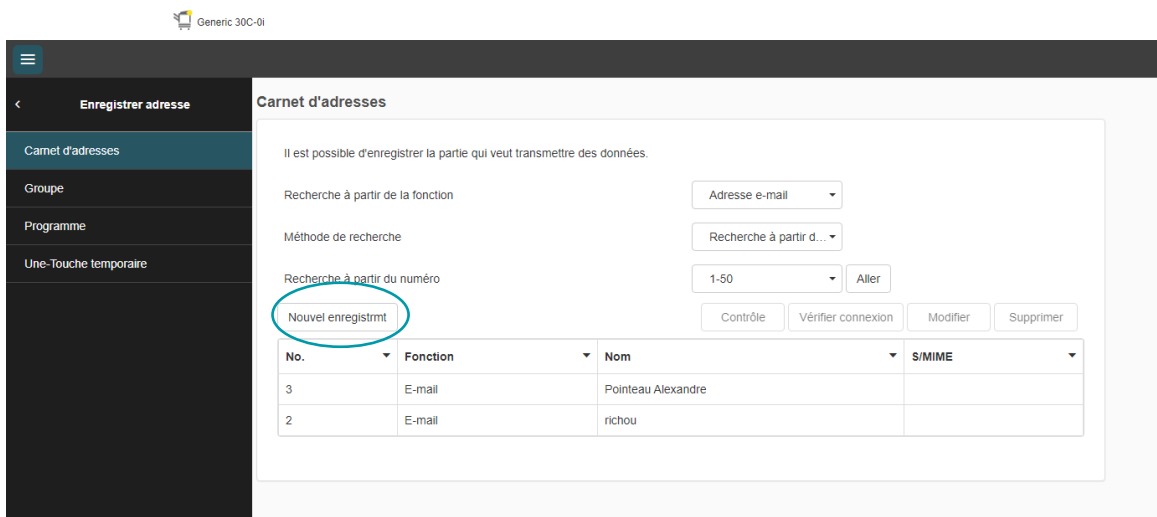 Generic 30C-0i
Enregistrer adresse
Carnet d'adresses
Groupe
Programme
Une-Touche temporaire
Carnet d'adresses
Il est possible d'enregistrer la partie qui veut transmettre des données.
Recherche à partir de la fonction Adresse e-mail
Méthode de recherche Recherche à partir d...
Recherche à partir du numéro 1-50 Aller
Nouvel enregistrmt Contrôle Vérifier connexion Modifier Supprimer
No. Fonction Nom S/MIME
3 E-mail Pointeau Alexandre
2 E-mail richou